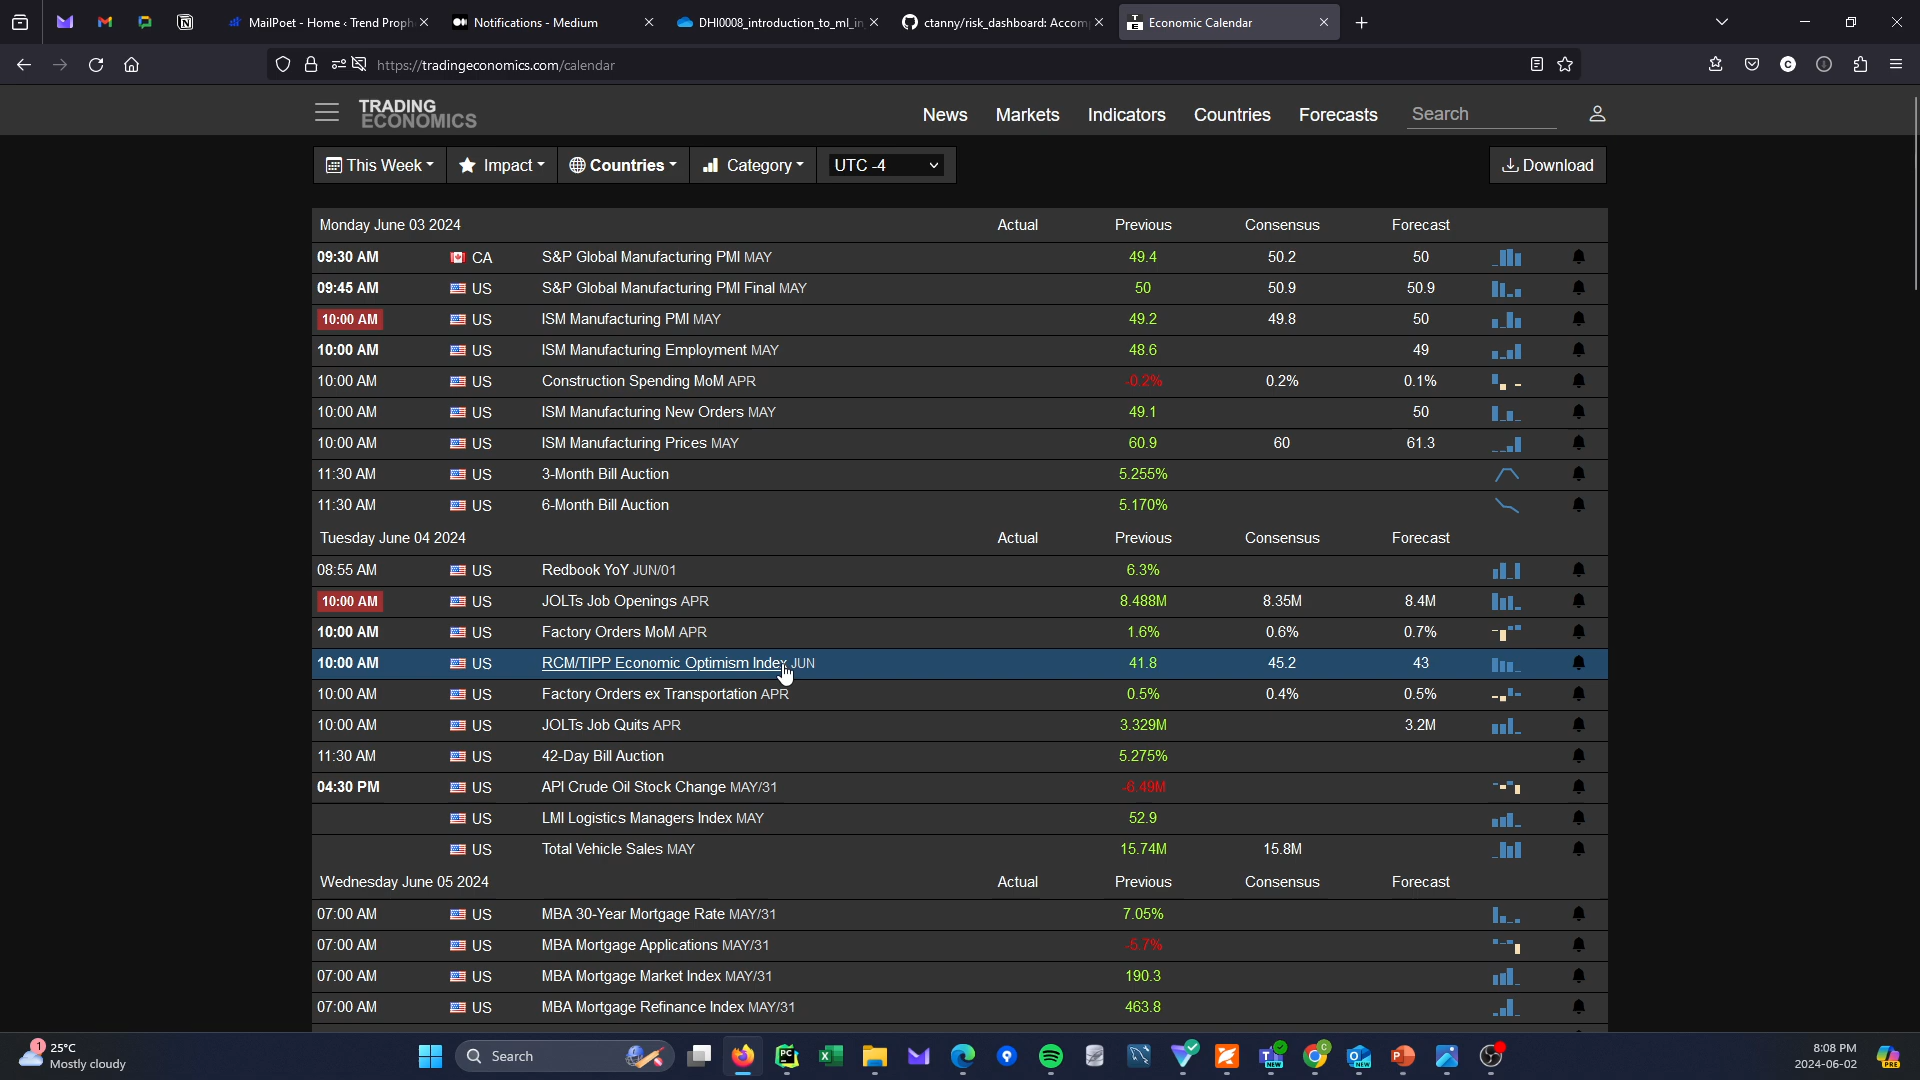 MailPoet - Home ‹ Trend Proph
Notifications - Medium
DHI0008_introduction_to_ml_in
ctanny/risk_dashboard: Accom
Economic Calendar
https://tradingeconomics.com/calendar
TRADING
ECONOMICS
News Markets Indicators Countries Forecasts Search
This Week Impact Countries Category UTC -4 Download
Monday June 03 2024 Actual Previous Consensus Forecast
09:30 AM CA S&P Global Manufacturing PMI MAY 49.4 50.2 50
09:45 AM US S&P Global Manufacturing PMI Final MAY 50 50.9 50.9
10:00 AM US ISM Manufacturing PMI MAY 49.2 49.8 50
10:00 AM US ISM Manufacturing Employment MAY 48.6 49
10:00 AM US Construction Spending MoM APR -0.2% 0.2% 0.1%
10:00 AM US ISM Manufacturing New Orders MAY 49.1 50
10:00 AM US ISM Manufacturing Prices MAY 60.9 60 61.3
11:30 AM US 3-Month Bill Auction 5.255%
11:30 AM US 6-Month Bill Auction 5.170%
Tuesday June 04 2024 Actual Previous Consensus Forecast
08:55 AM US Redbook YoY JUN/01 6.3%
10:00 AM US JOLTs Job Openings APR 8.488M 8.35M 8.4M
10:00 AM US Factory Orders MoM APR 1.6% 0.6% 0.7%
10:00 AM US RCM/TIPP Economic Optimism Index JUN 41.8 45.2 43
10:00 AM US Factory Orders ex Transportation APR 0.5% 0.4% 0.5%
10:00 AM US JOLTs Job Quits APR 3.329M 3.2M
11:30 AM US 42-Day Bill Auction 5.275%
04:30 PM US API Crude Oil Stock Change MAY/31 -6.49M
US LMI Logistics Managers Index MAY 52.9
US Total Vehicle Sales MAY 15.74M 15.8M
Wednesday June 05 2024 Actual Previous Consensus Forecast
07:00 AM US MBA 30-Year Mortgage Rate MAY/31 7.05%
07:00 AM US MBA Mortgage Applications MAY/31 -5.7%
07:00 AM US MBA Mortgage Market Index MAY/31 190.3
07:00 AM US MBA Mortgage Refinance Index MAY/31 463.8
1 25°C
Mostly cloudy
Search
8:08 PM
2024-06-02